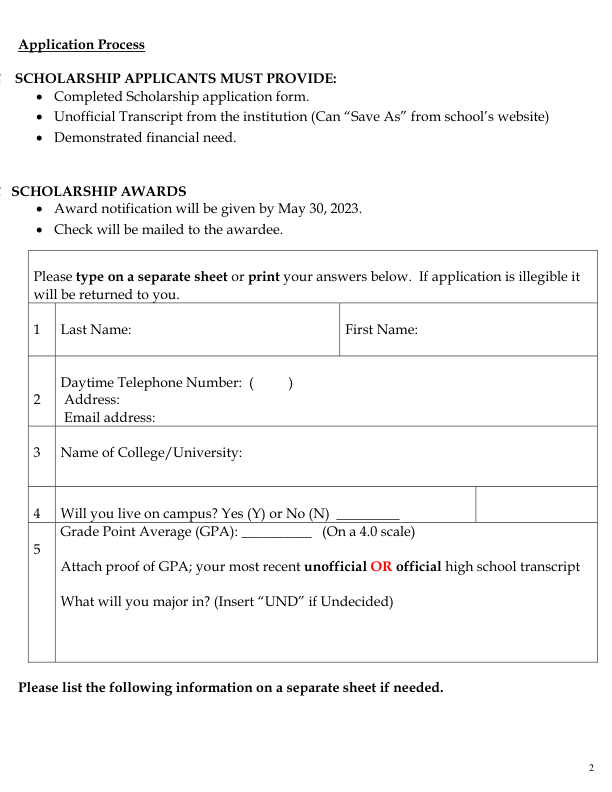 Application Process
SCHOLARSHIP APPLICANTS MUST PROVIDE:
• Completed Scholarship application form.
• Unofficial Transcript from the institution (Can “Save As” from school’s website)
• Demonstrated financial need.
SCHOLARSHIP AWARDS
• Award notification will be given by May 30, 2023.
• Check will be mailed to the awardee.
Please type on a separate sheet or print your answers below.  If application is illegible it
will be returned to you.
1 Last Name: First Name:
Daytime Telephone Number:  (          )
2 Address:
Email address:
3 Name of College/University:
4 Will you live on campus? Yes (Y) or No (N)  _________
Grade Point Average (GPA): __________   (On a 4.0 scale)
5
Attach proof of GPA; your most recent unofficial OR official high school transcript
What will you major in? (Insert “UND” if Undecided)
Please list the following information on a separate sheet if needed.
2